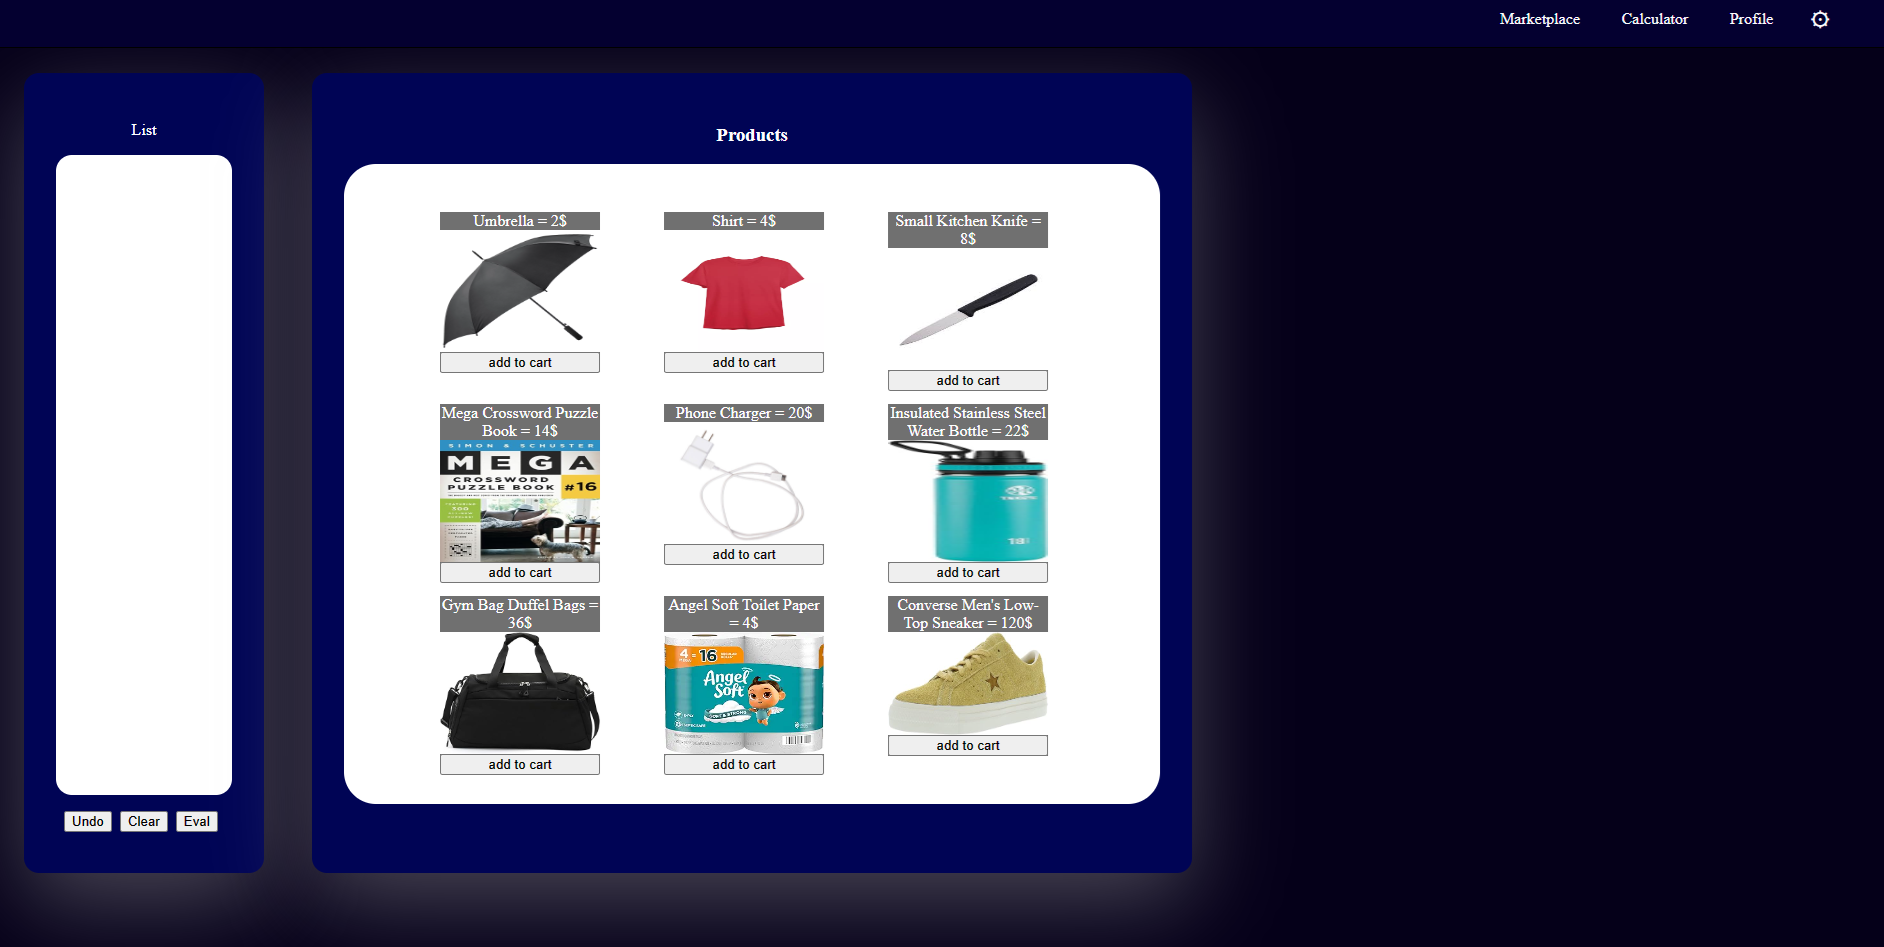 Marketplace
Calculator
Profile
List
Undo
Clear
Eval
Products
Umbrella = 2$
add to cart
Shirt = 4$
add to cart
Small Kitchen Knife =
8$
add to cart
Mega Crossword Puzzle
Book = 14$
SIMON & SCHUSTER
MEGA
CROSSWORD
PUZZLE BOOK
#16
300
add to cart
Phone Charger = 20$
add to cart
Insulated Stainless Steel
Water Bottle = 22$
18
add to cart
Gym Bag Duffel Bags =
36$
add to cart
Angel Soft Toilet Paper
= 4$
4 = 16
Angel
Soft
SOFT & STRONG
add to cart
Converse Men's Low-
Top Sneaker = 120$
add to cart